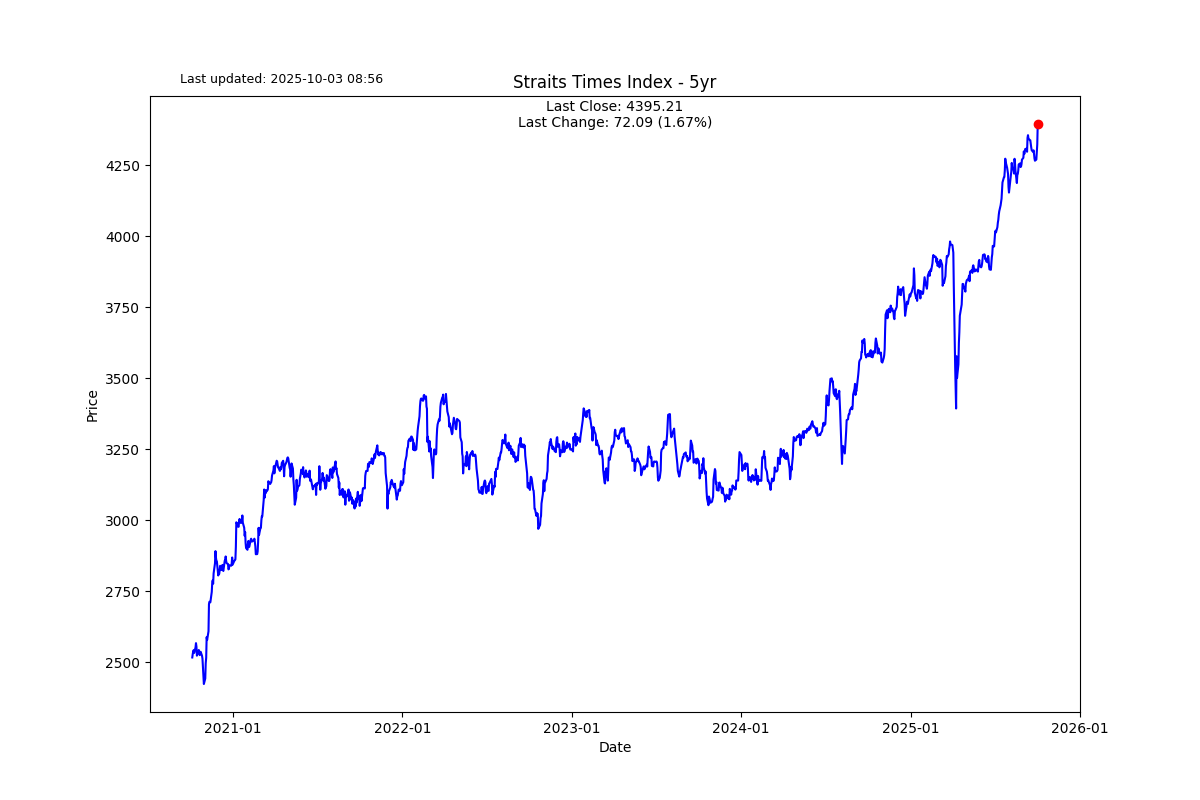 Last updated: 2025-10-03 08:56
Straits Times Index - 5yr
Last Close: 4395.21
Last Change: 72.09 (1.67%)
Price
4250
4000
3750
3500
3250
3000
2750
2500
2021-01
2022-01
2023-01
2024-01
2025-01
2026-01
Date